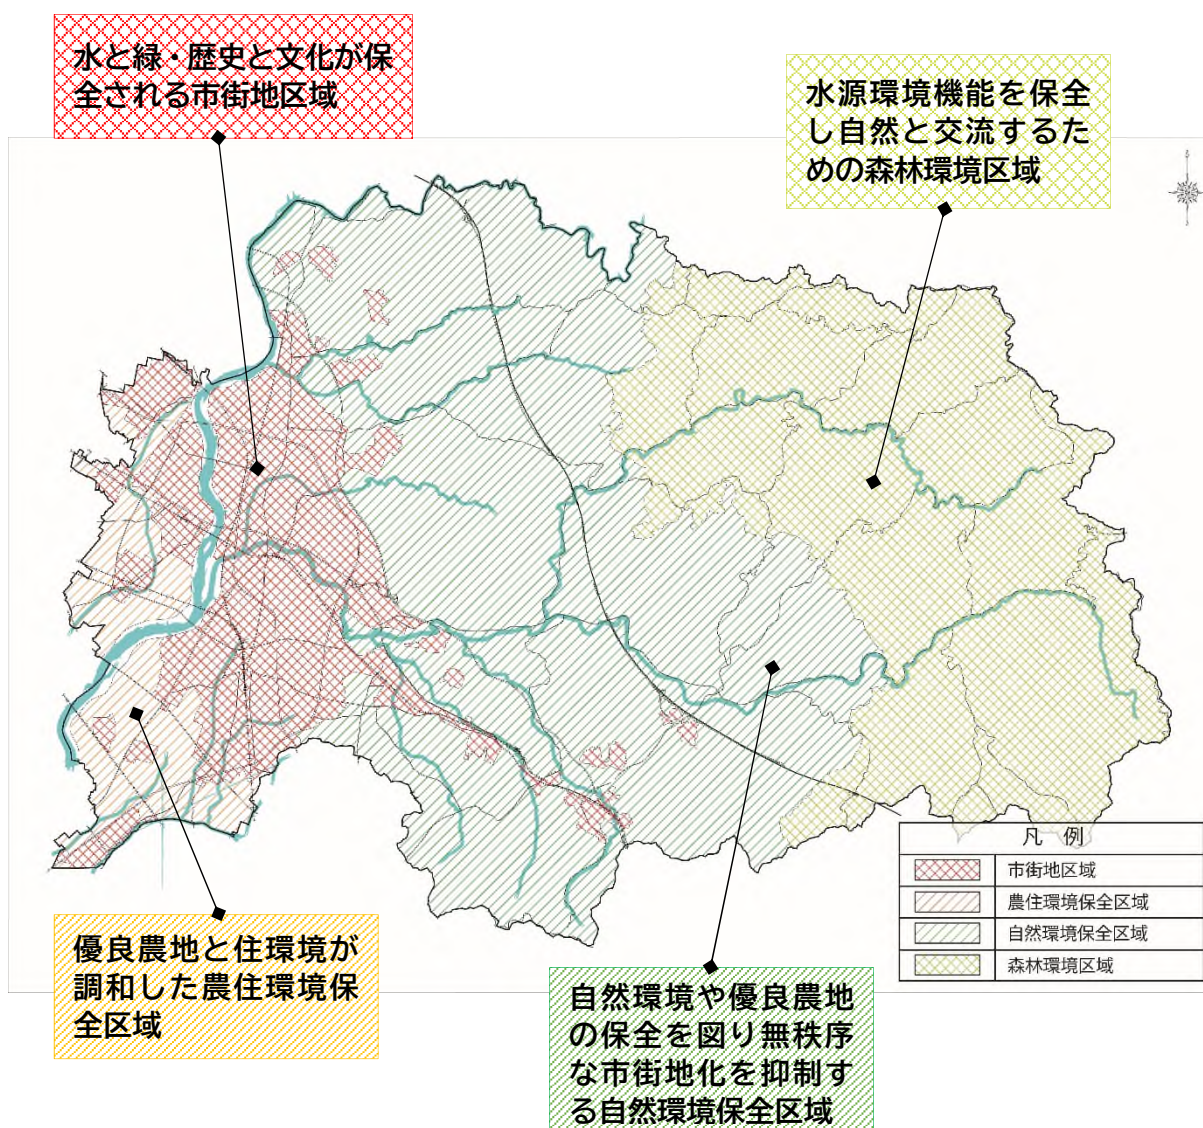 水と緑・歴史と文化が保
全される市街地区域
水源環境機能を保全
し自然と交流するた
めの森林環境区域
凡 例
市街地区域
農住環境保全区域
自然環境保全区域
森林環境区域
優良農地と住環境が
調和した農住環境保
全区域
自然環境や優良農地
の保全を図り無秩序
な市街地化を抑制す
る自然環境保全区域